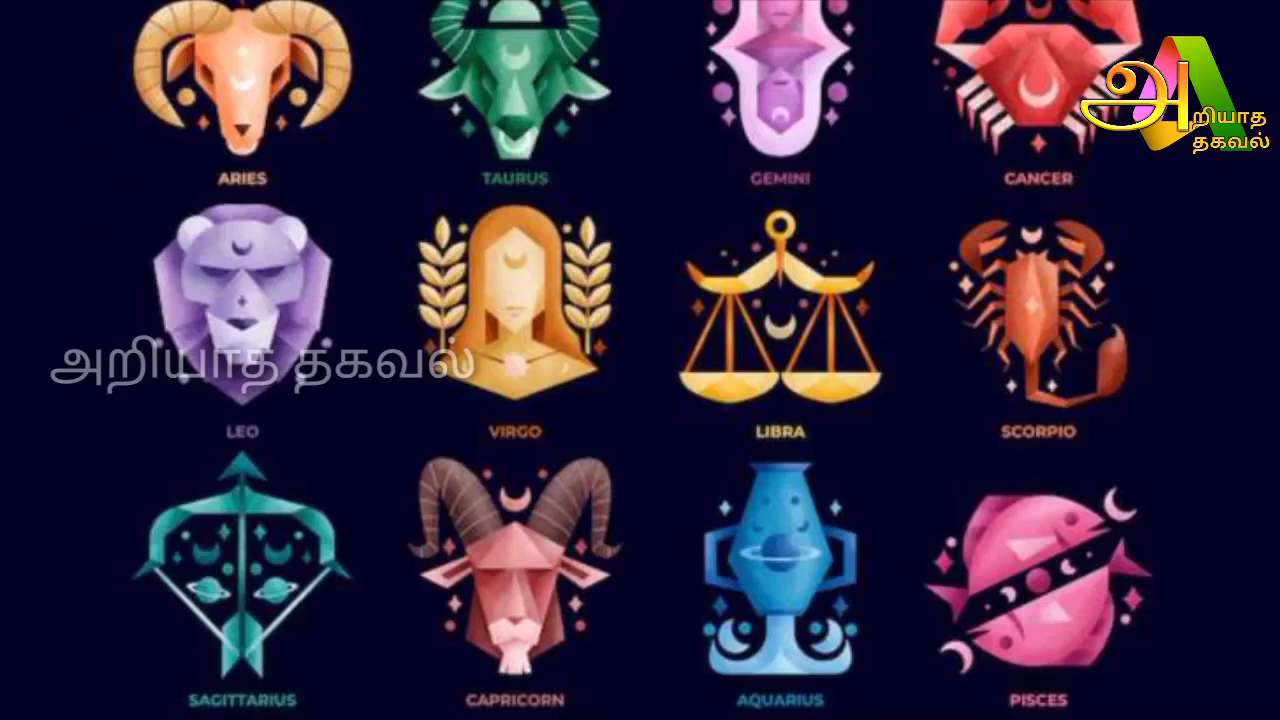 அறியாத
தகவல்
ARIES
TAURUS
GEMINI
CANCER
அறியாத தகவல்
LEO
VIRGO
LIBRA
SCORPIO
SAGITTARIUS
CAPRICORN
AQUARIUS
PISCES